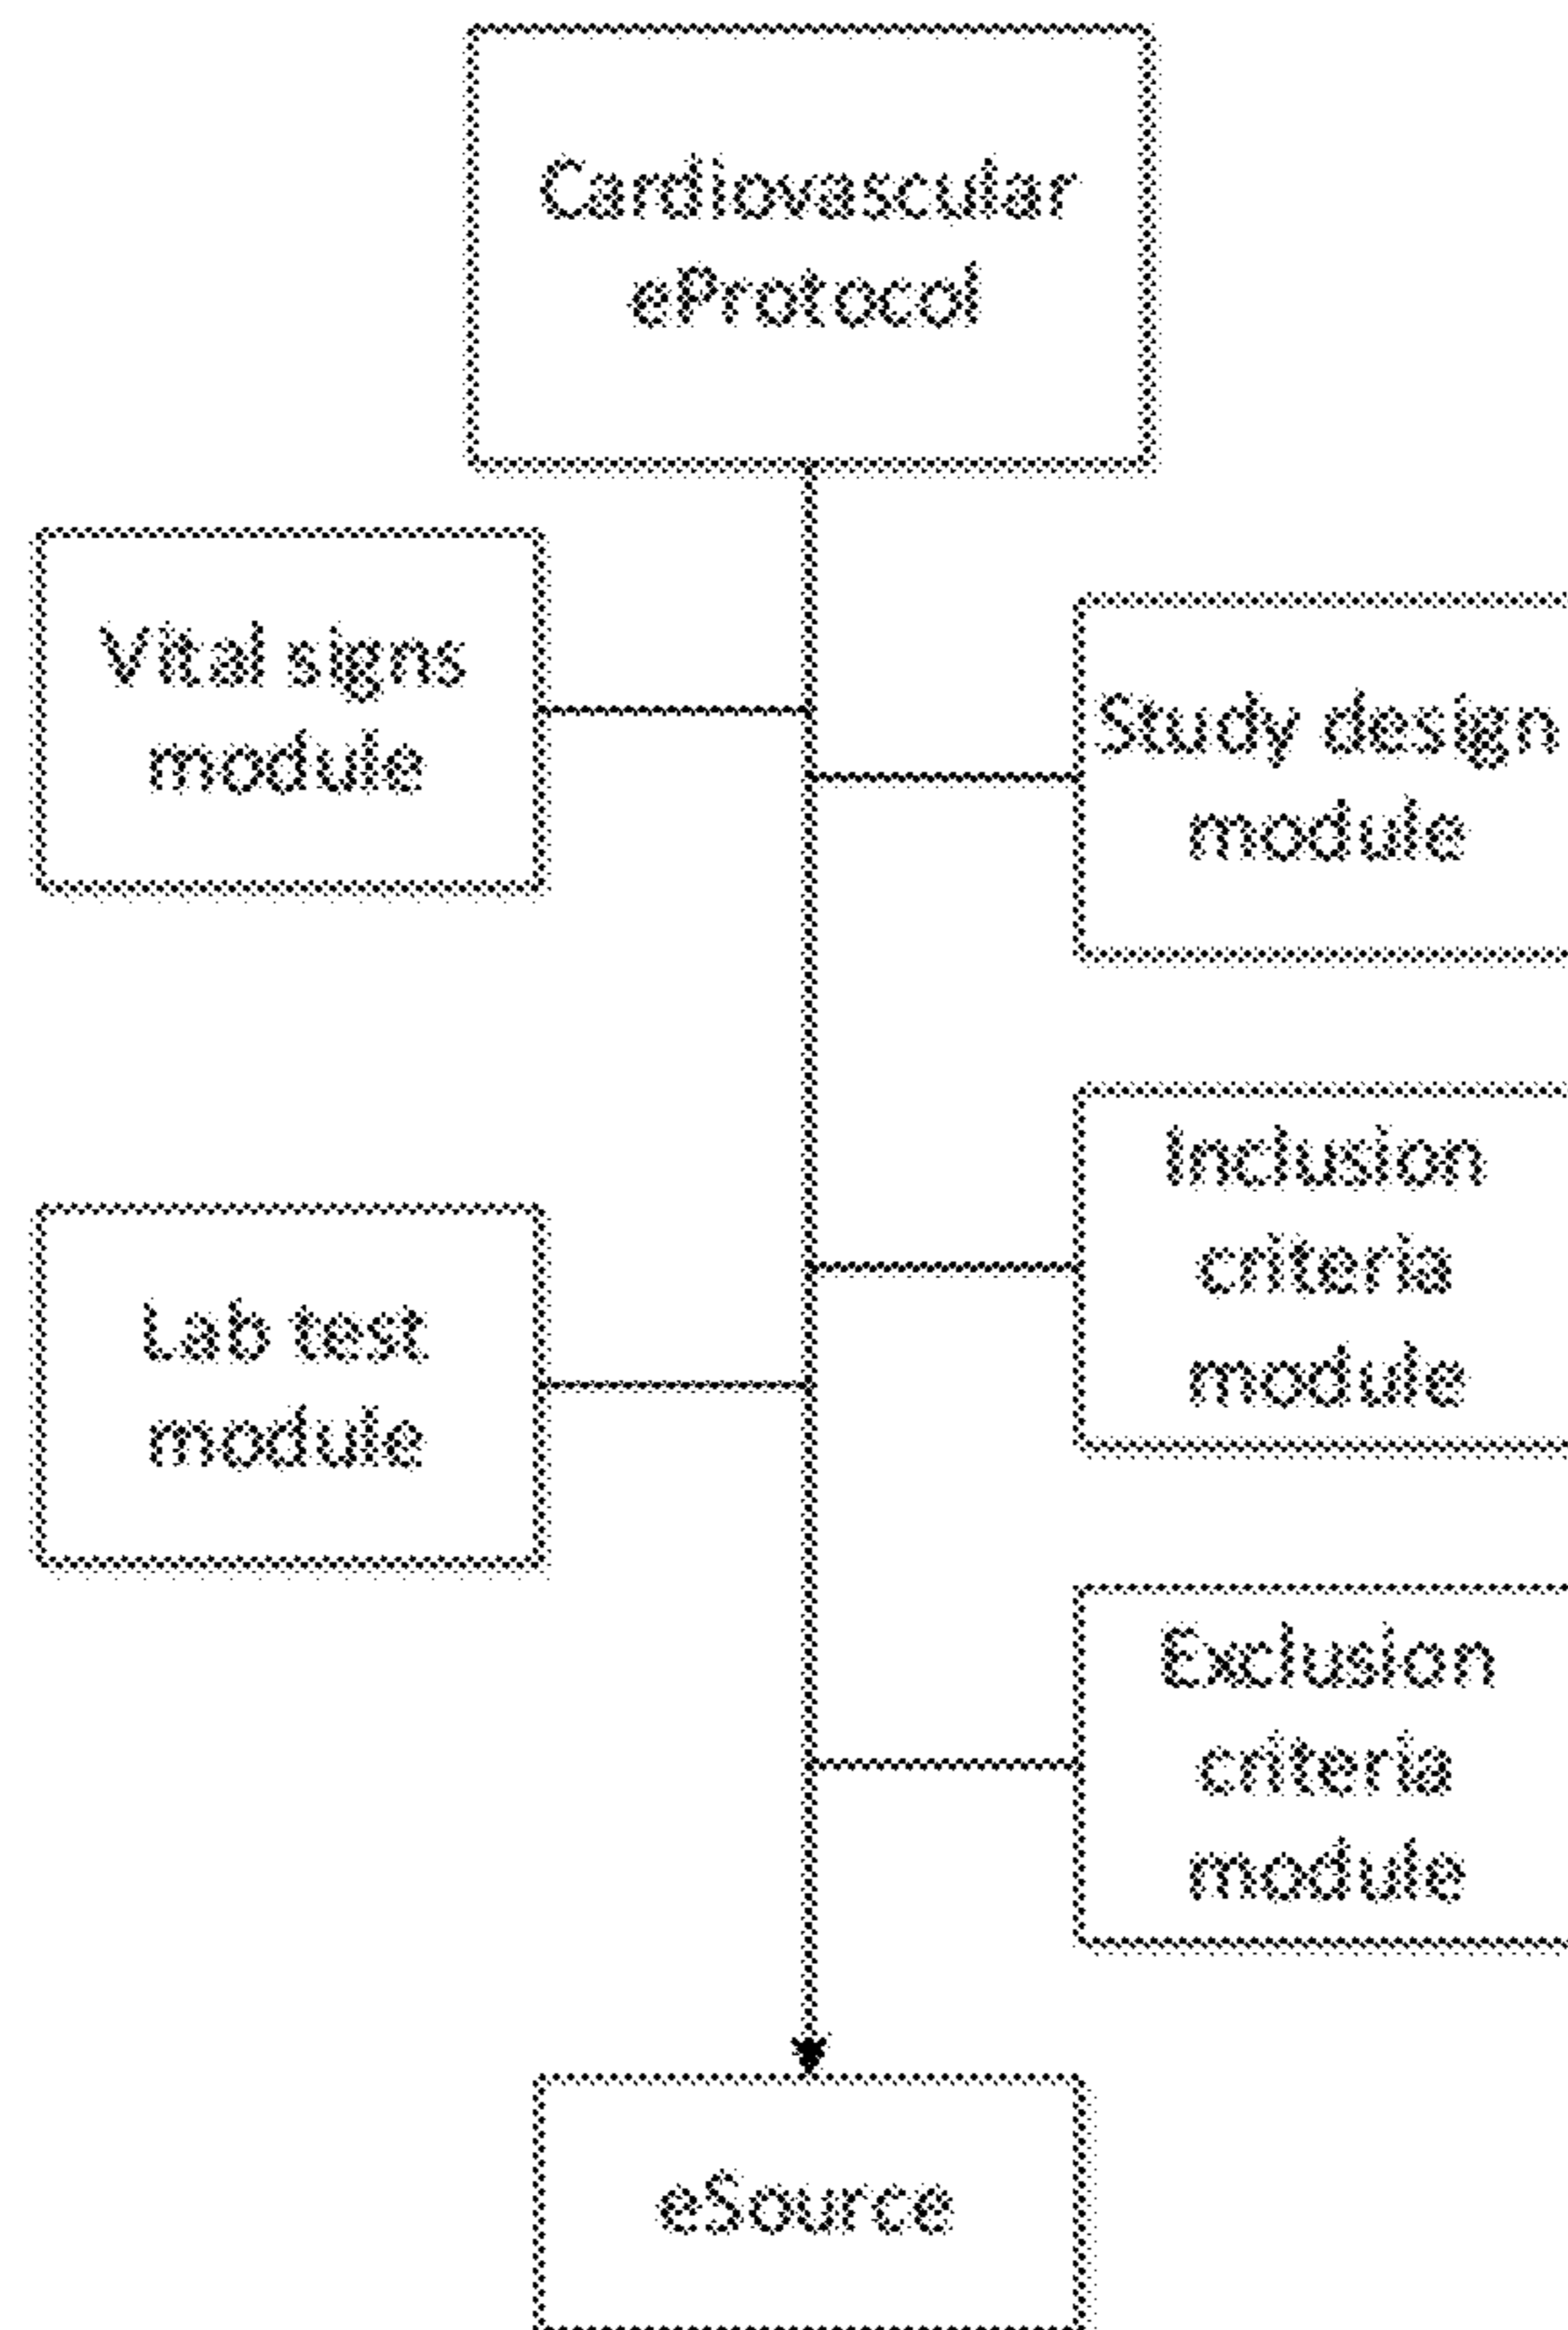 Cardiovascular
eProtocol
Vital signs
module
Study design
module
Inclusion
criteria
module
Lab test
module
Exclusion
criteria
module
eSource